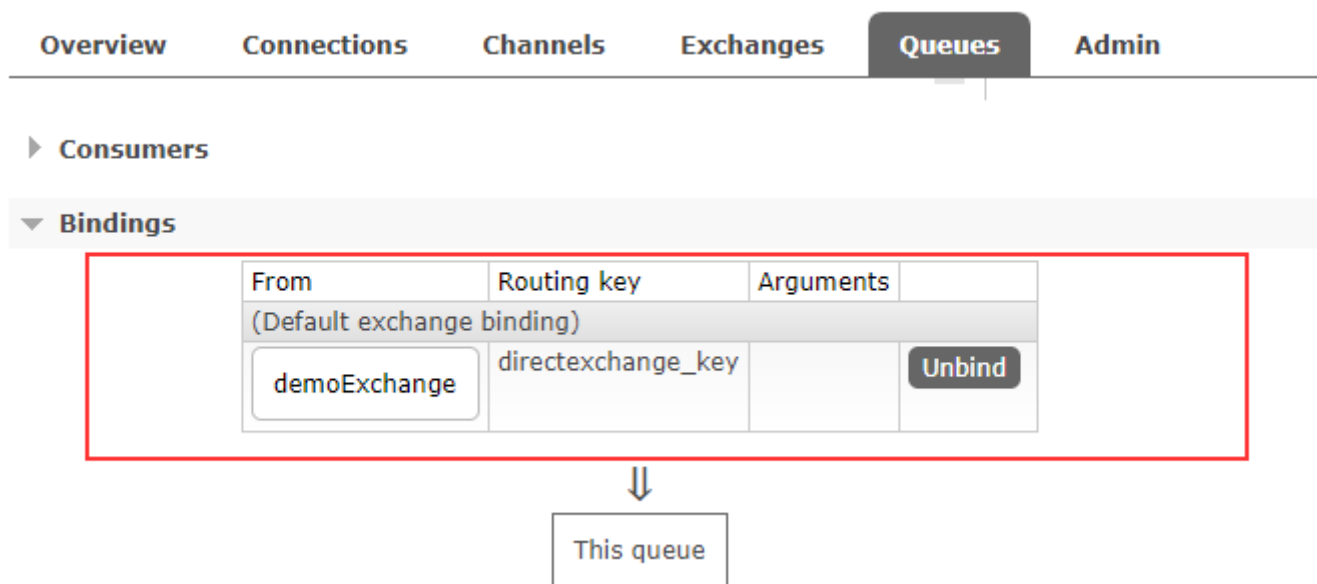 Overview Connections Channels Exchanges Queues Admin
Consumers
Bindings
From Routing key Arguments
(Default exchange binding)
demoExchange directexchange_key Unbind
⇓
This queue